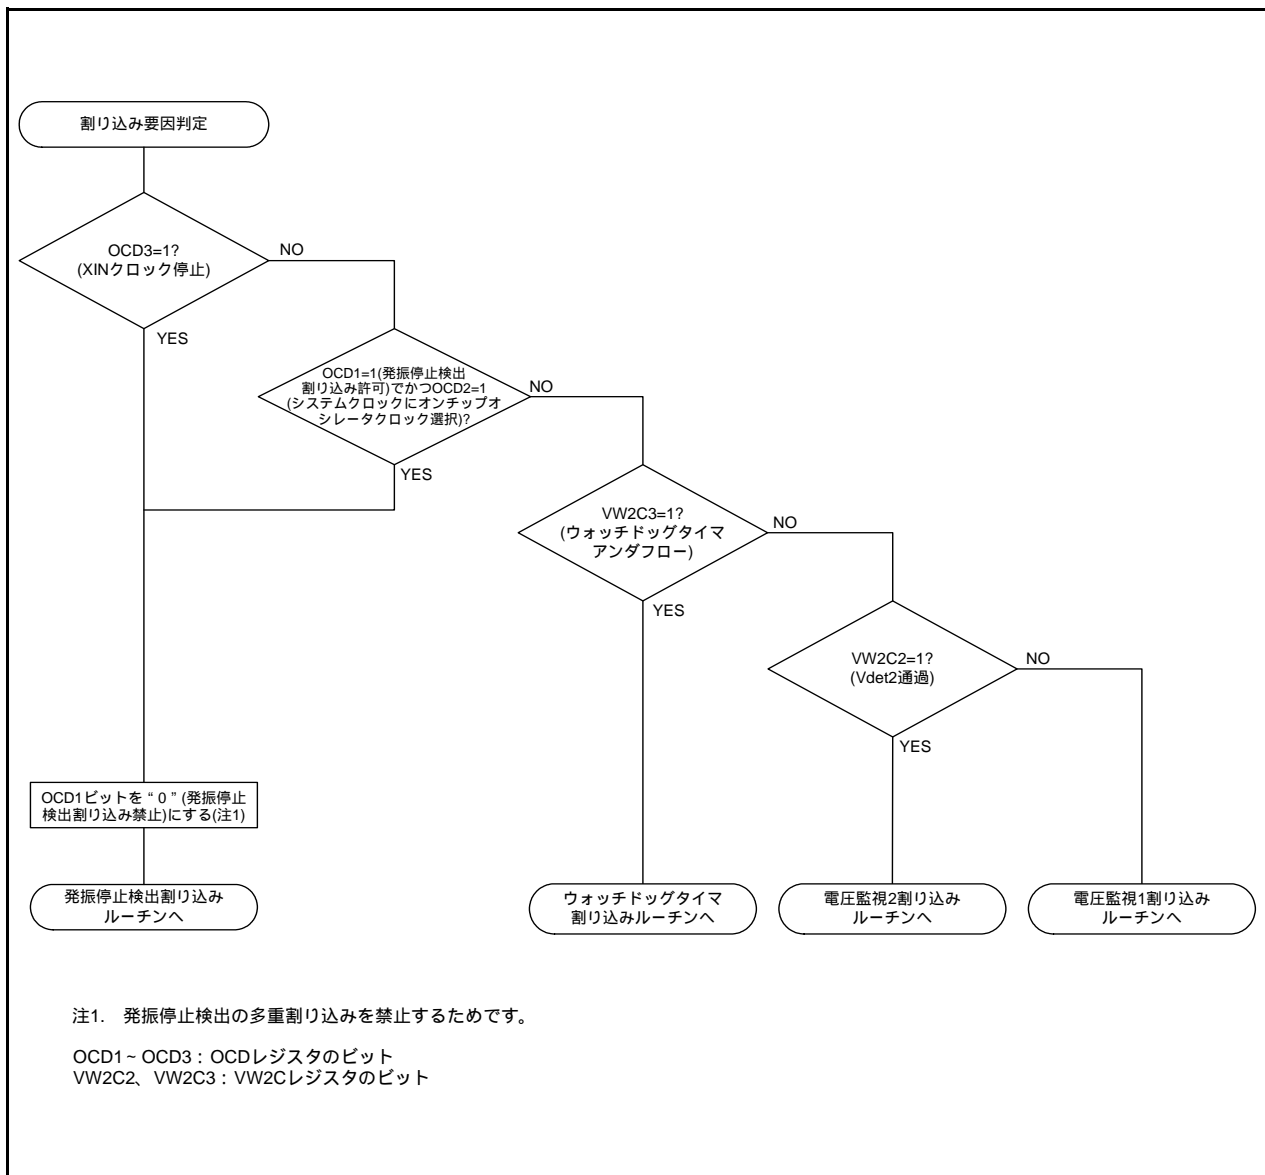 割り込み要因判定
OCD3=1?
(XINクロック停止)
NO
YES
OCD1=1(発振停止検出
割り込み許可)でかつOCD2=1
(システムクロックにオンチップオ
シレータクロック選択)?
NO
YES
VW2C3=1?
(ウォッチドッグタイマ
アンダフロー)
NO
YES
VW2C2=1?
(Vdet2通過)
NO
YES
OCD1ビットを“0”(発振停止
検出割り込み禁止)にする(注1)
発振停止検出割り込み
ルーチンへ
ウォッチドッグタイマ
割り込みルーチンへ
電圧監視2割り込み
ルーチンへ
電圧監視1割り込み
ルーチンへ
注1. 発振停止検出の多重割り込みを禁止するためです。
OCD1~OCD3:OCDレジスタのビット
VW2C2、VW2C3:VW2Cレジスタのビット